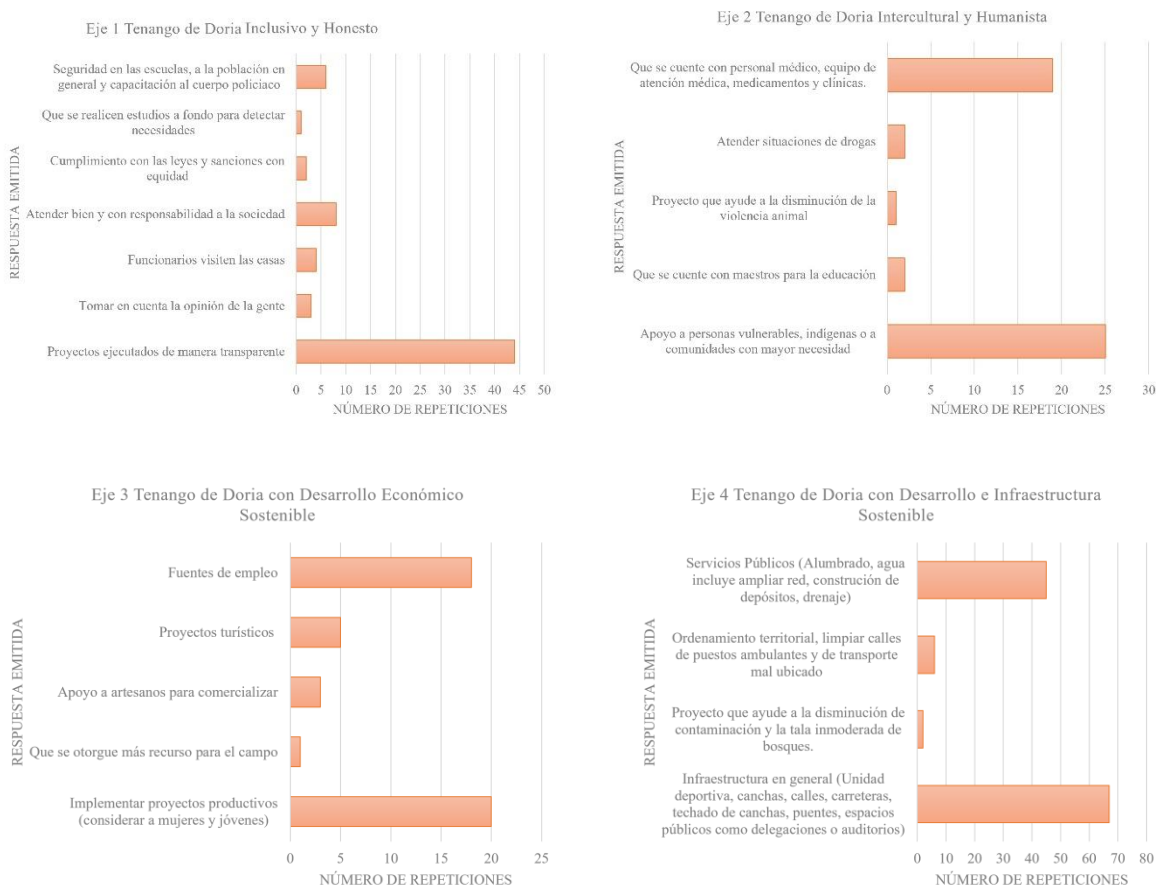 Eje 1 Tenango de Doria Inclusivo y Honesto
RESPUESTA EMITIDA
Seguridad en las escuelas, a la población en
general y capacitación al cuerpo policiaco
Que se realicen estudios a fondo para detectar
necesidades
Cumplimiento con las leyes y sanciones con
equidad
Atender bien y con responsabilidad a la sociedad
Funcionarios visiten las casas
Tomar en cuenta la opinión de la gente
Proyectos ejecutados de manera transparente
0 5 10 15 20 25 30 35 40 45 50
NÚMERO DE REPETICIONES
Eje 2 Tenango de Doria Intercultural y Humanista
RESPUESTA EMITIDA
Que se cuente con personal médico, equipo de
atención médica, medicamentos y clínicas.
Atender situaciones de drogas
Proyecto que ayude a la disminución de la
violencia animal
Que se cuente con maestros para la educación
Apoyo a personas vulnerables, indígenas o a
comunidades con mayor necesidad
0 5 10 15 20 25 30
NÚMERO DE REPETICIONES
Eje 3 Tenango de Doria con Desarrollo Económico
Sostenible
RESPUESTA EMITIDA
Fuentes de empleo
Proyectos turísticos
Apoyo a artesanos para comercializar
Que se otorgue más recurso para el campo
Implementar proyectos productivos
(considerar a mujeres y jóvenes)
0 5 10 15 20 25
NÚMERO DE REPETICIONES
Eje 4 Tenango de Doria con Desarrollo e Infraestructura
Sostenible
RESPUESTA EMITIDA
Servicios Públicos (Alumbrado, agua
incluye ampliar red, construción de
depósitos, drenaje)
Ordenamiento territorial, limpiar calles
de puestos ambulantes y de transporte
mal ubicado
Proyecto que ayude a la disminución de
contaminación y la tala inmoderada de
bosques.
Infraestructura en general (Unidad
deportiva, canchas, calles, carreteras,
techado de canchas, puentes, espacios
públicos como delegaciones o auditorios)
0 10 20 30 40 50 60 70 80
NÚMERO DE REPETICIONES